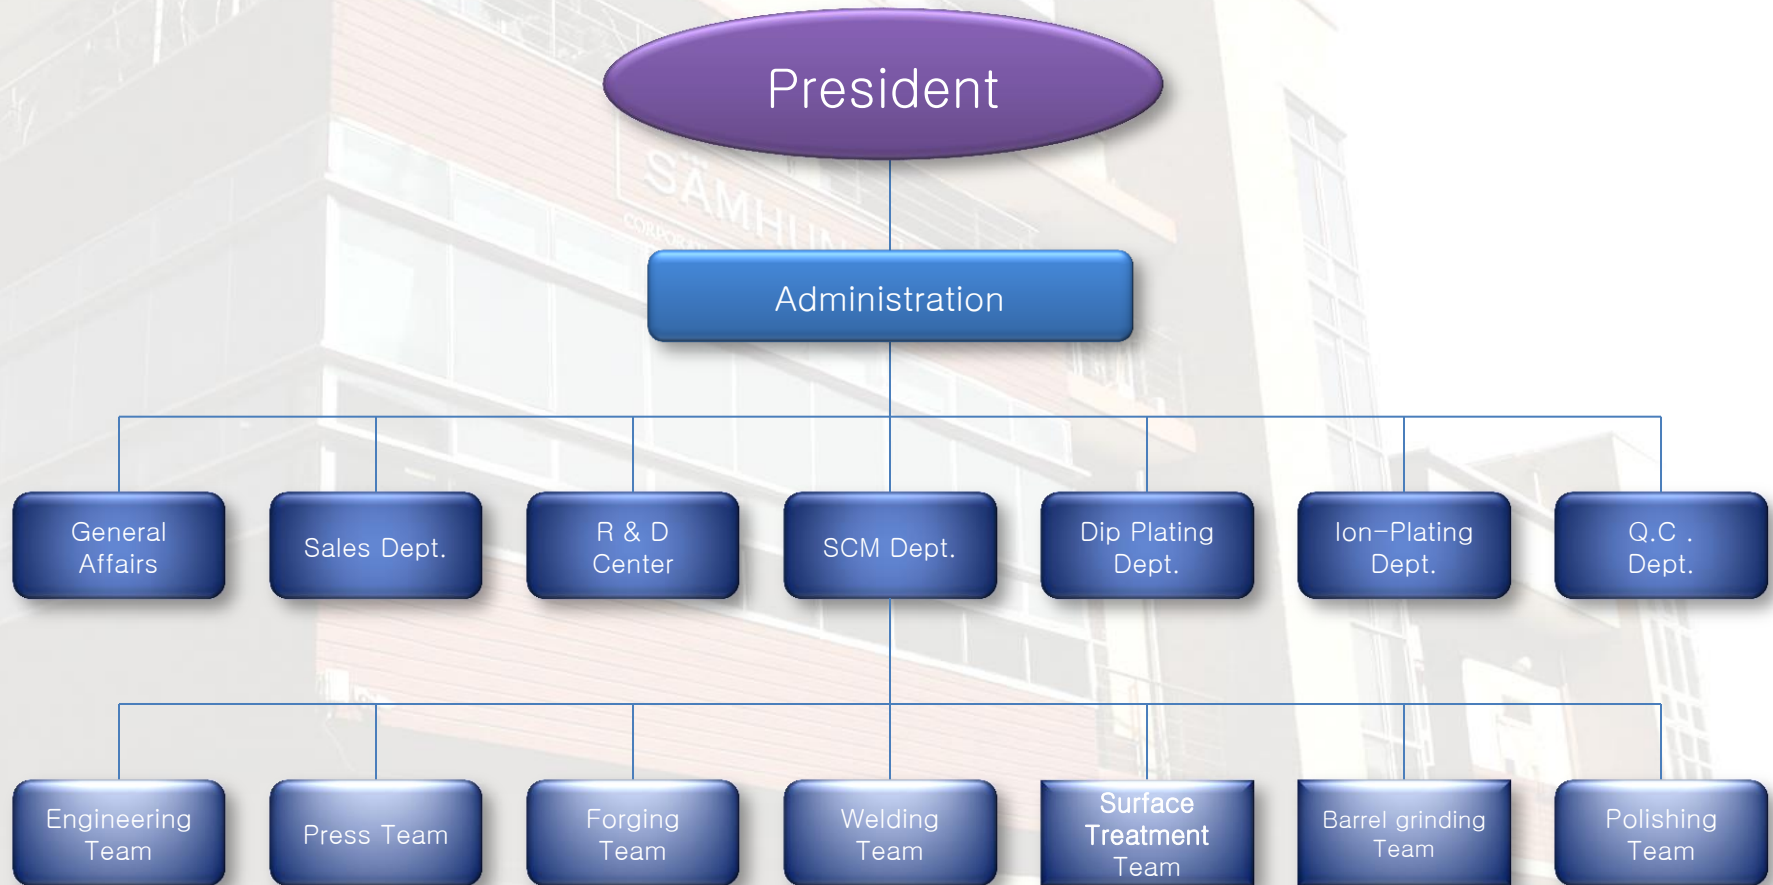 President
SÄMHUN
Administration
General
Affairs
Sales Dept.
R & D
Center
SCM Dept.
Dip Plating
Dept.
Ion-Plating
Dept.
Q.C .
Dept.
Engineering
Team
Press Team
Forging
Team
Welding
Team
Surface
Treatment
Team
Barrel grinding
Team
Polishing
Team